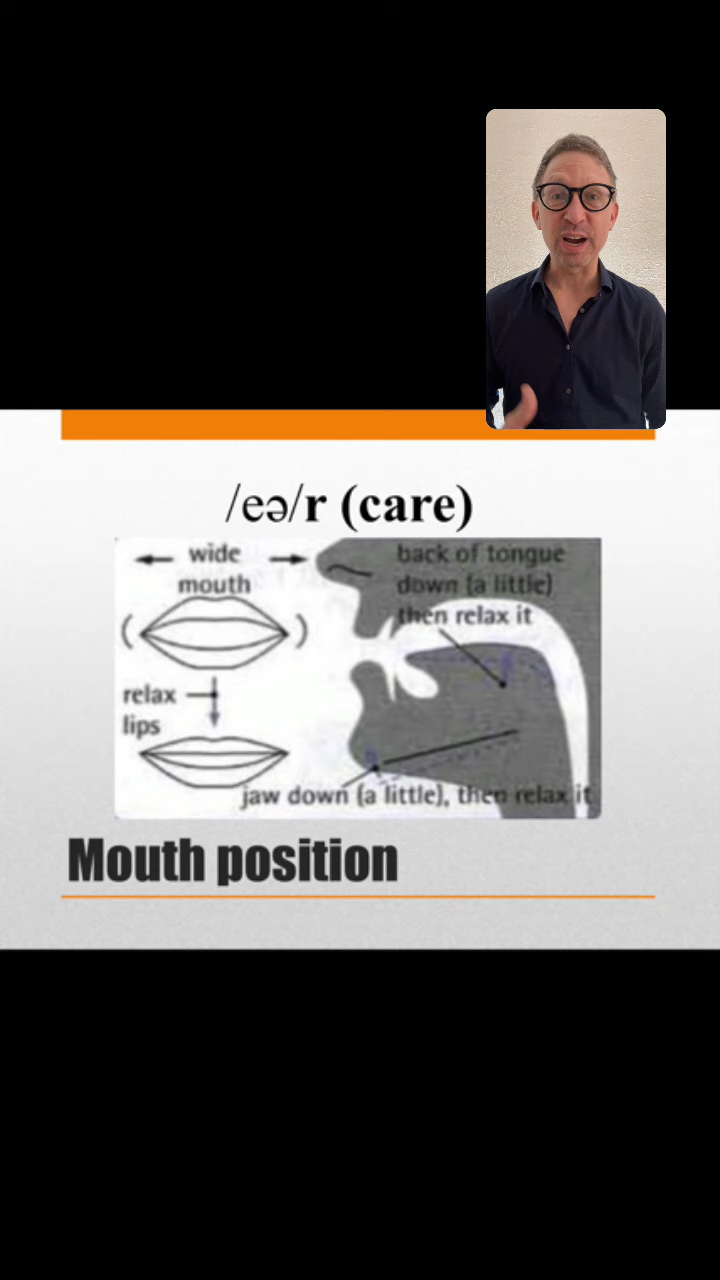 /eə/r (care)
wide
mouth
back of tongue
down (a little)
then relax it
relax
lips
jaw down (a little), then relax it
Mouth position